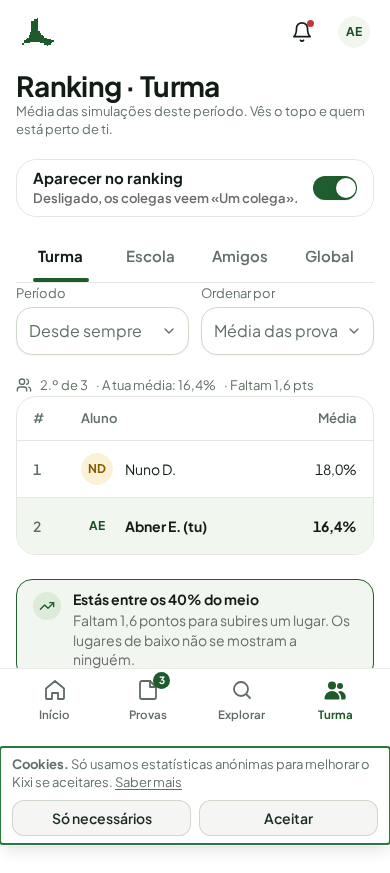 AE
Ranking · Turma
Média das simulações deste período. Vês o topo e quem
está perto de ti.
Aparecer no ranking
Desligado, os colegas veem «Um colega».
Turma Escola Amigos Global
Período Ordenar por
Desde sempre Média das prova
2.º de 3 · A tua média: 16,4% · Faltam 1,6 pts
# Aluno Média
1 ND Nuno D. 18,0%
2 AE Abner E. (tu) 16,4%
Estás entre os 40% do meio
Faltam 1,6 pontos para subires um lugar. Os
lugares de baixo não se mostram a
ninguém.
3
Início Provas Explorar Turma
Cookies. Só usamos estatísticas anónimas para melhorar o
Kixi se aceitares. Saber mais
Só necessários Aceitar